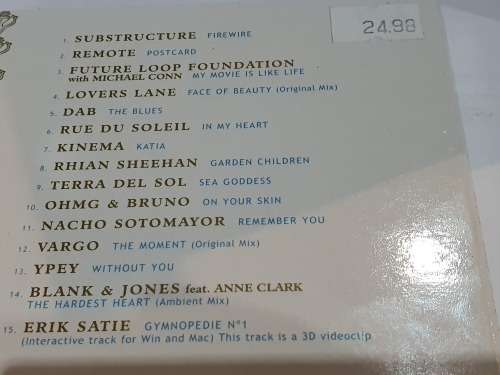 24.98
1. SUBSTRUCTURE FIREWIRE
2. REMOTE POSTCARD
3. FUTURE LOOP FOUNDATION
with MICHAEL CONN MY MOVIE IS LIKE LIFE
4. LOVERS LANE FACE OF BEAUTY (Original Mix)
5. DAB THE BLUES
6. RUE DU SOLEIL IN MY HEART
7. KINEMA KATIA
8. RHIAN SHEEHAN GARDEN CHILDREN
9. TERRA DEL SOL SEA GODDESS
10. OHMG & BRUNO ON YOUR SKIN
11. NACHO SOTOMAYOR REMEMBER YOU
12. VARGO THE MOMENT (Original Mix)
13. YPEY WITHOUT YOU
14. BLANK & JONES feat. ANNE CLARK
THE HARDEST HEART (Ambient Mix)
15. ERIK SATIE GYMNOPEDIE Nº1
(Interactive track for Win and Mac) This track is a 3D videoclip